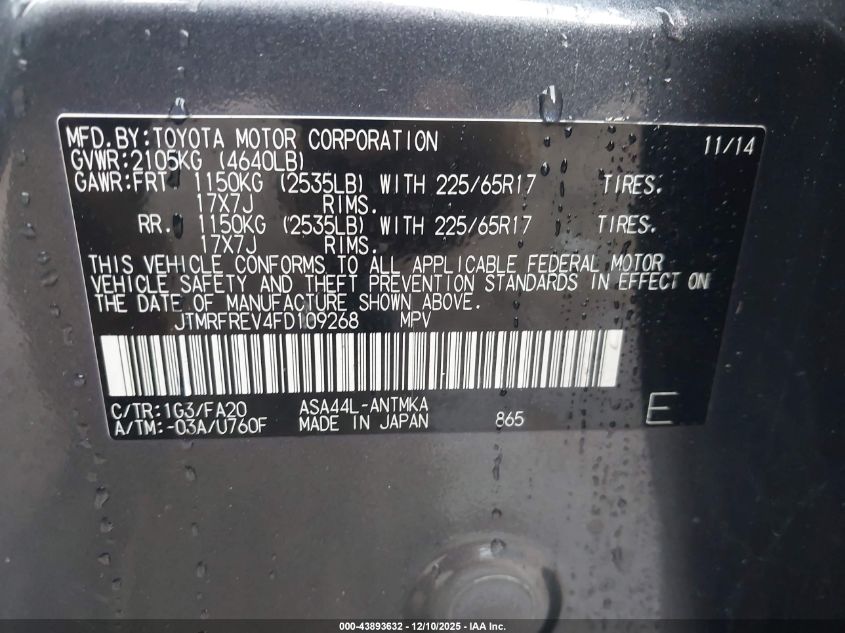 MFD.BY:TOYOTA MOTOR CORPORATION 11/14
GVWR:2105KG (4640LB)
GAWR:FRT 1150KG (2535LB) WITH 225/65R17 TIRES.
17X7J RIMS.
RR. 1150KG (2535LB) WITH 225/65R17 TIRES.
17X7J RIMS.
THIS VEHICLE CONFORMS TO ALL APPLICABLE FEDERAL MOTOR
VEHICLE SAFETY AND THEFT PREVENTION STANDARDS IN EFFECT ON
THE DATE OF MANUFACTURE SHOWN ABOVE.
JTMRFREV4FD109268 MPV
C/TR:1G3/FA20 ASA44L-ANTMKA
A/TM:-03A/U760F MADE IN JAPAN 865 E
000-43893632 - 12/10/2025 - IAA Inc.